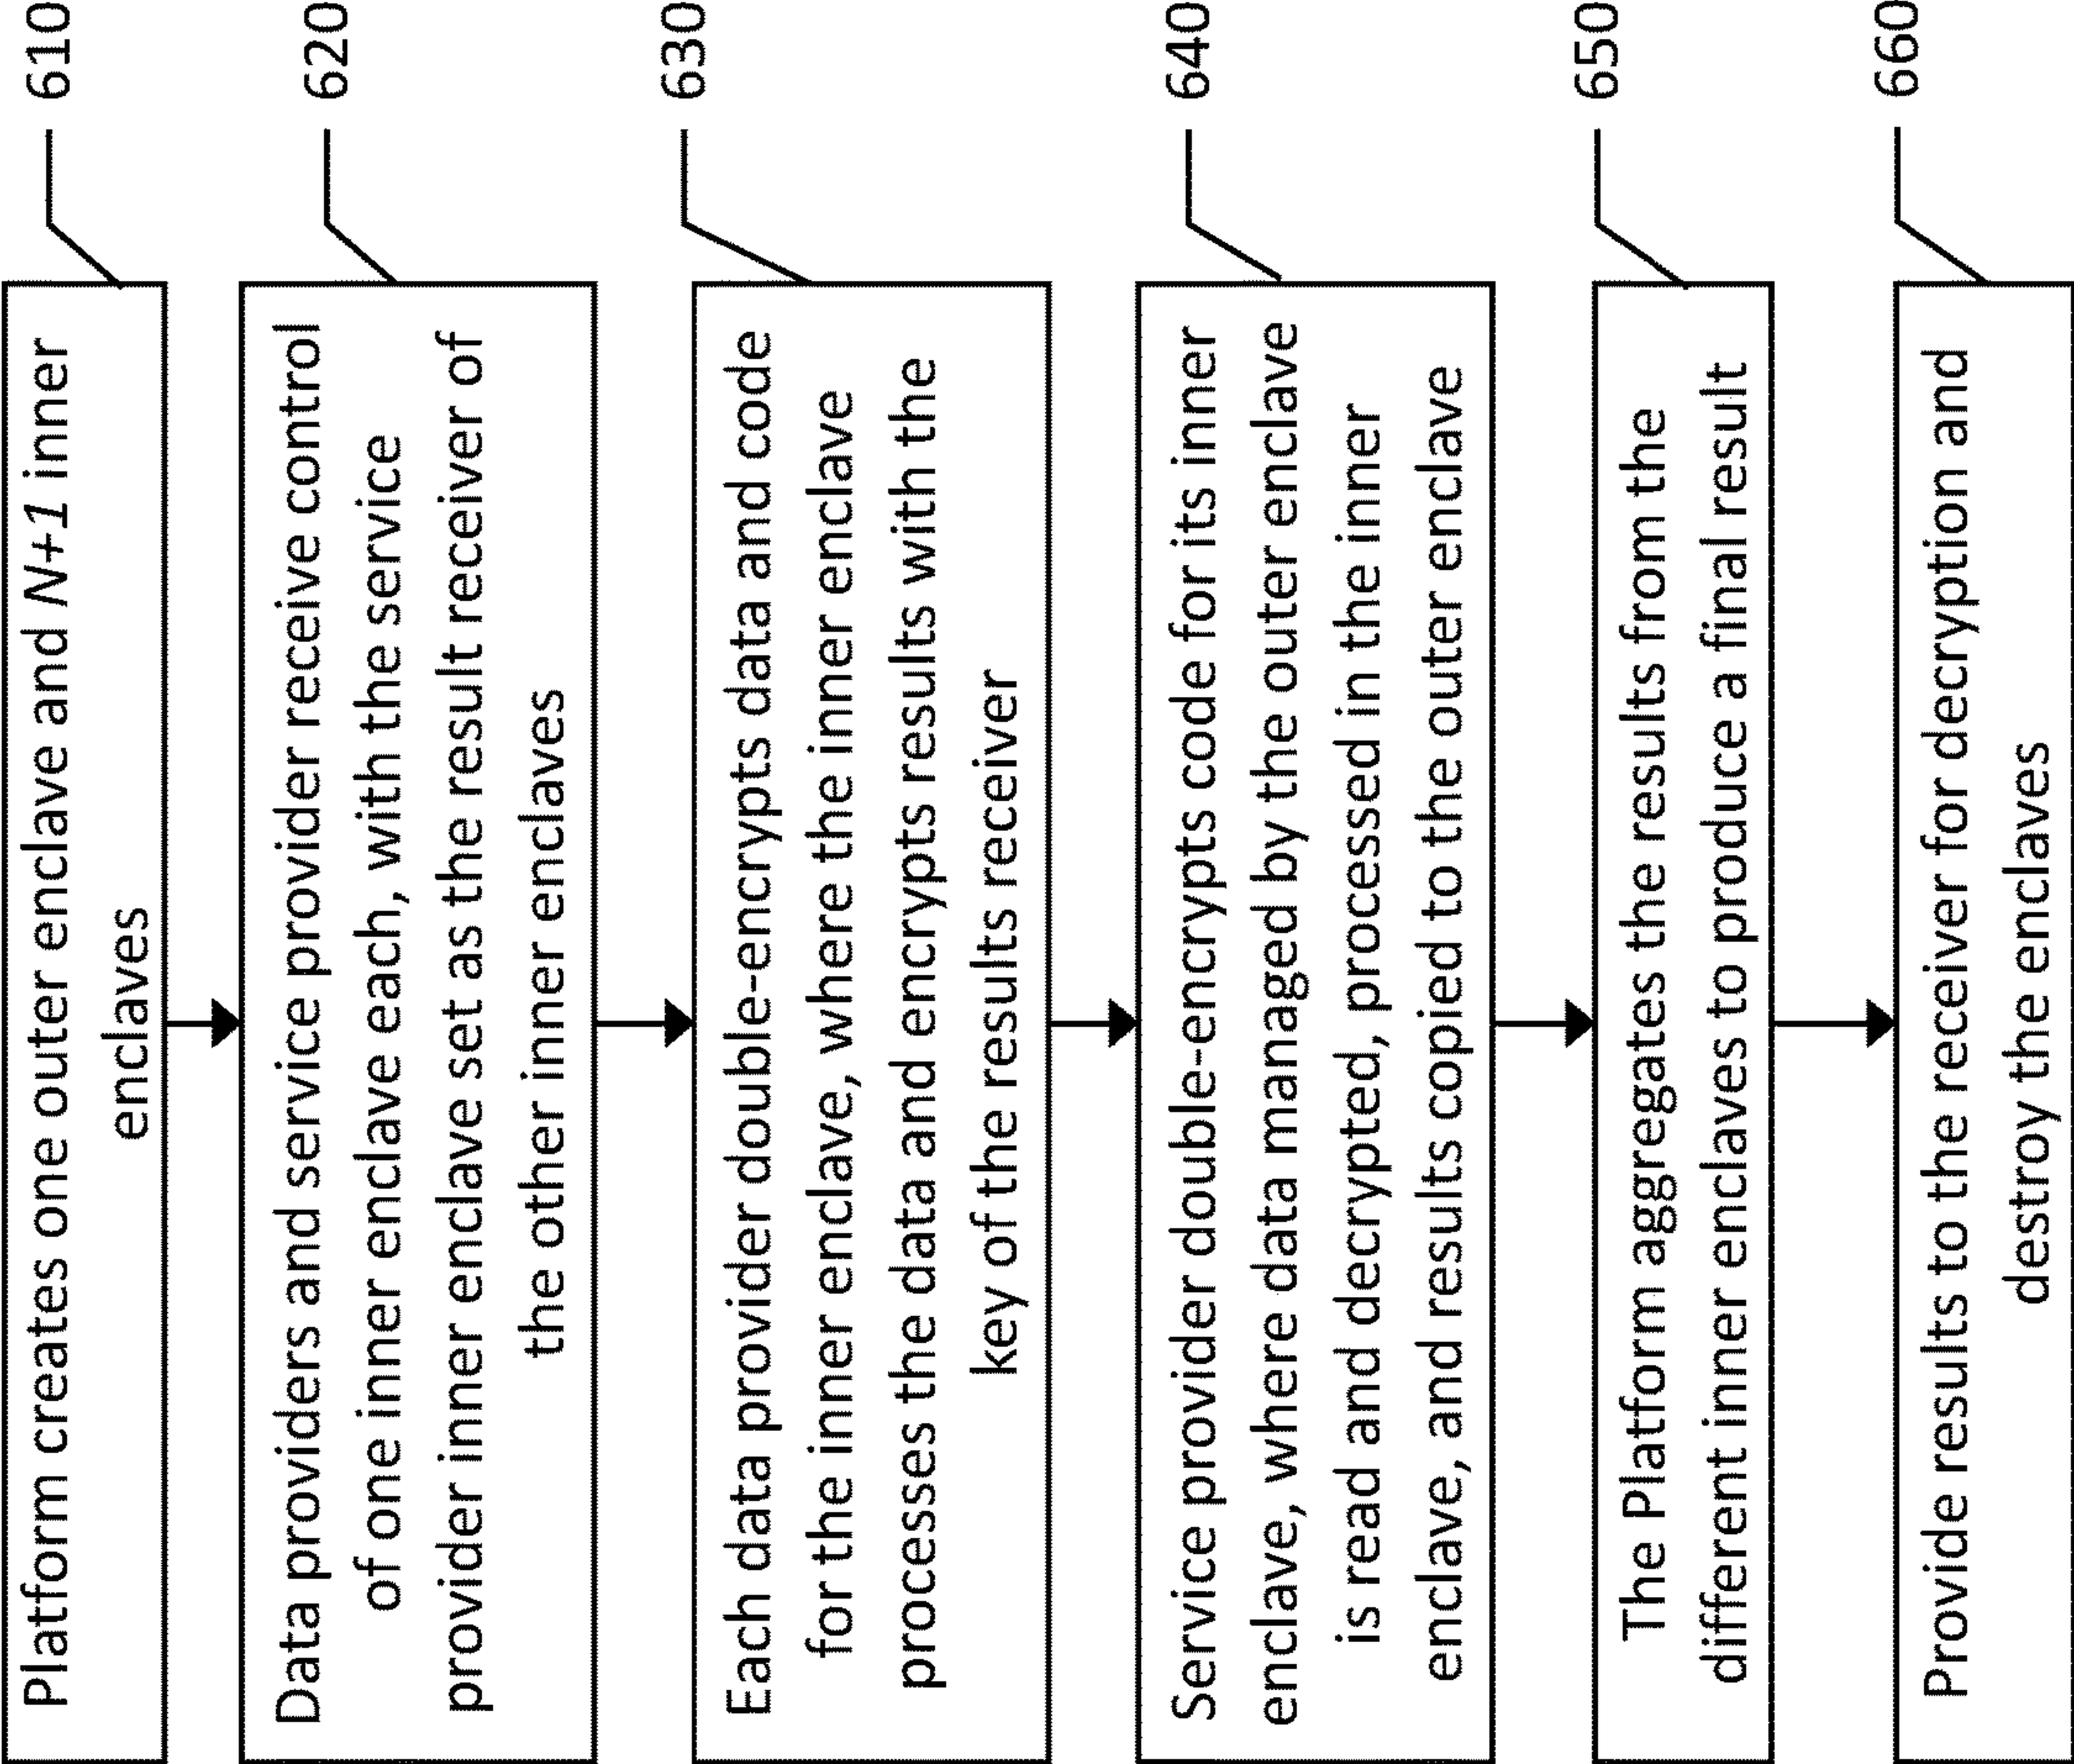 Platform creates one outer enclave and N+1 inner
enclaves
610
Data providers and service provider receive control
of one inner enclave each, with the service
provider inner enclave set as the result receiver of
the other inner enclaves
620
Each data provider double-encrypts data and code
for the inner enclave, where the inner enclave
processes the data and encrypts results with the
key of the results receiver
630
Service provider double-encrypts code for its inner
enclave, where data managed by the outer enclave
is read and decrypted, processed in the inner
enclave, and results copied to the outer enclave
640
The Platform aggregates the results from the
different inner enclaves to produce a final result
650
Provide results to the receiver for decryption and
destroy the enclaves
660